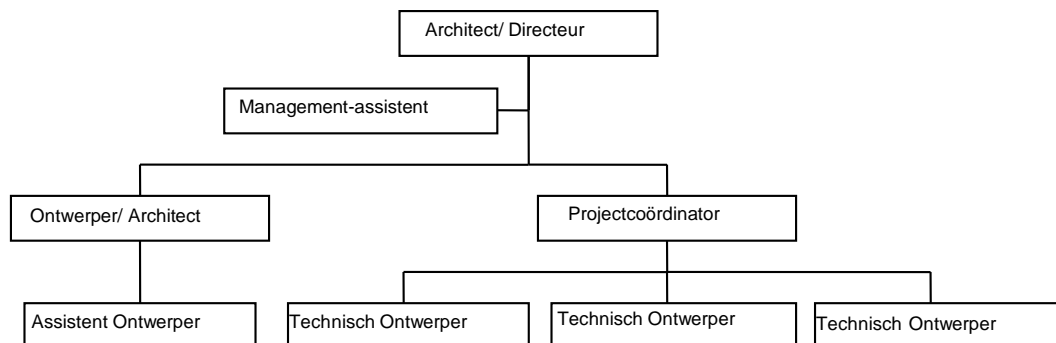 Architect/ Directeur
Management-assistent
Ontwerper/ Architect
Projectcoördinator
Assistent Ontwerper
Technisch Ontwerper
Technisch Ontwerper
Technisch Ontwerper